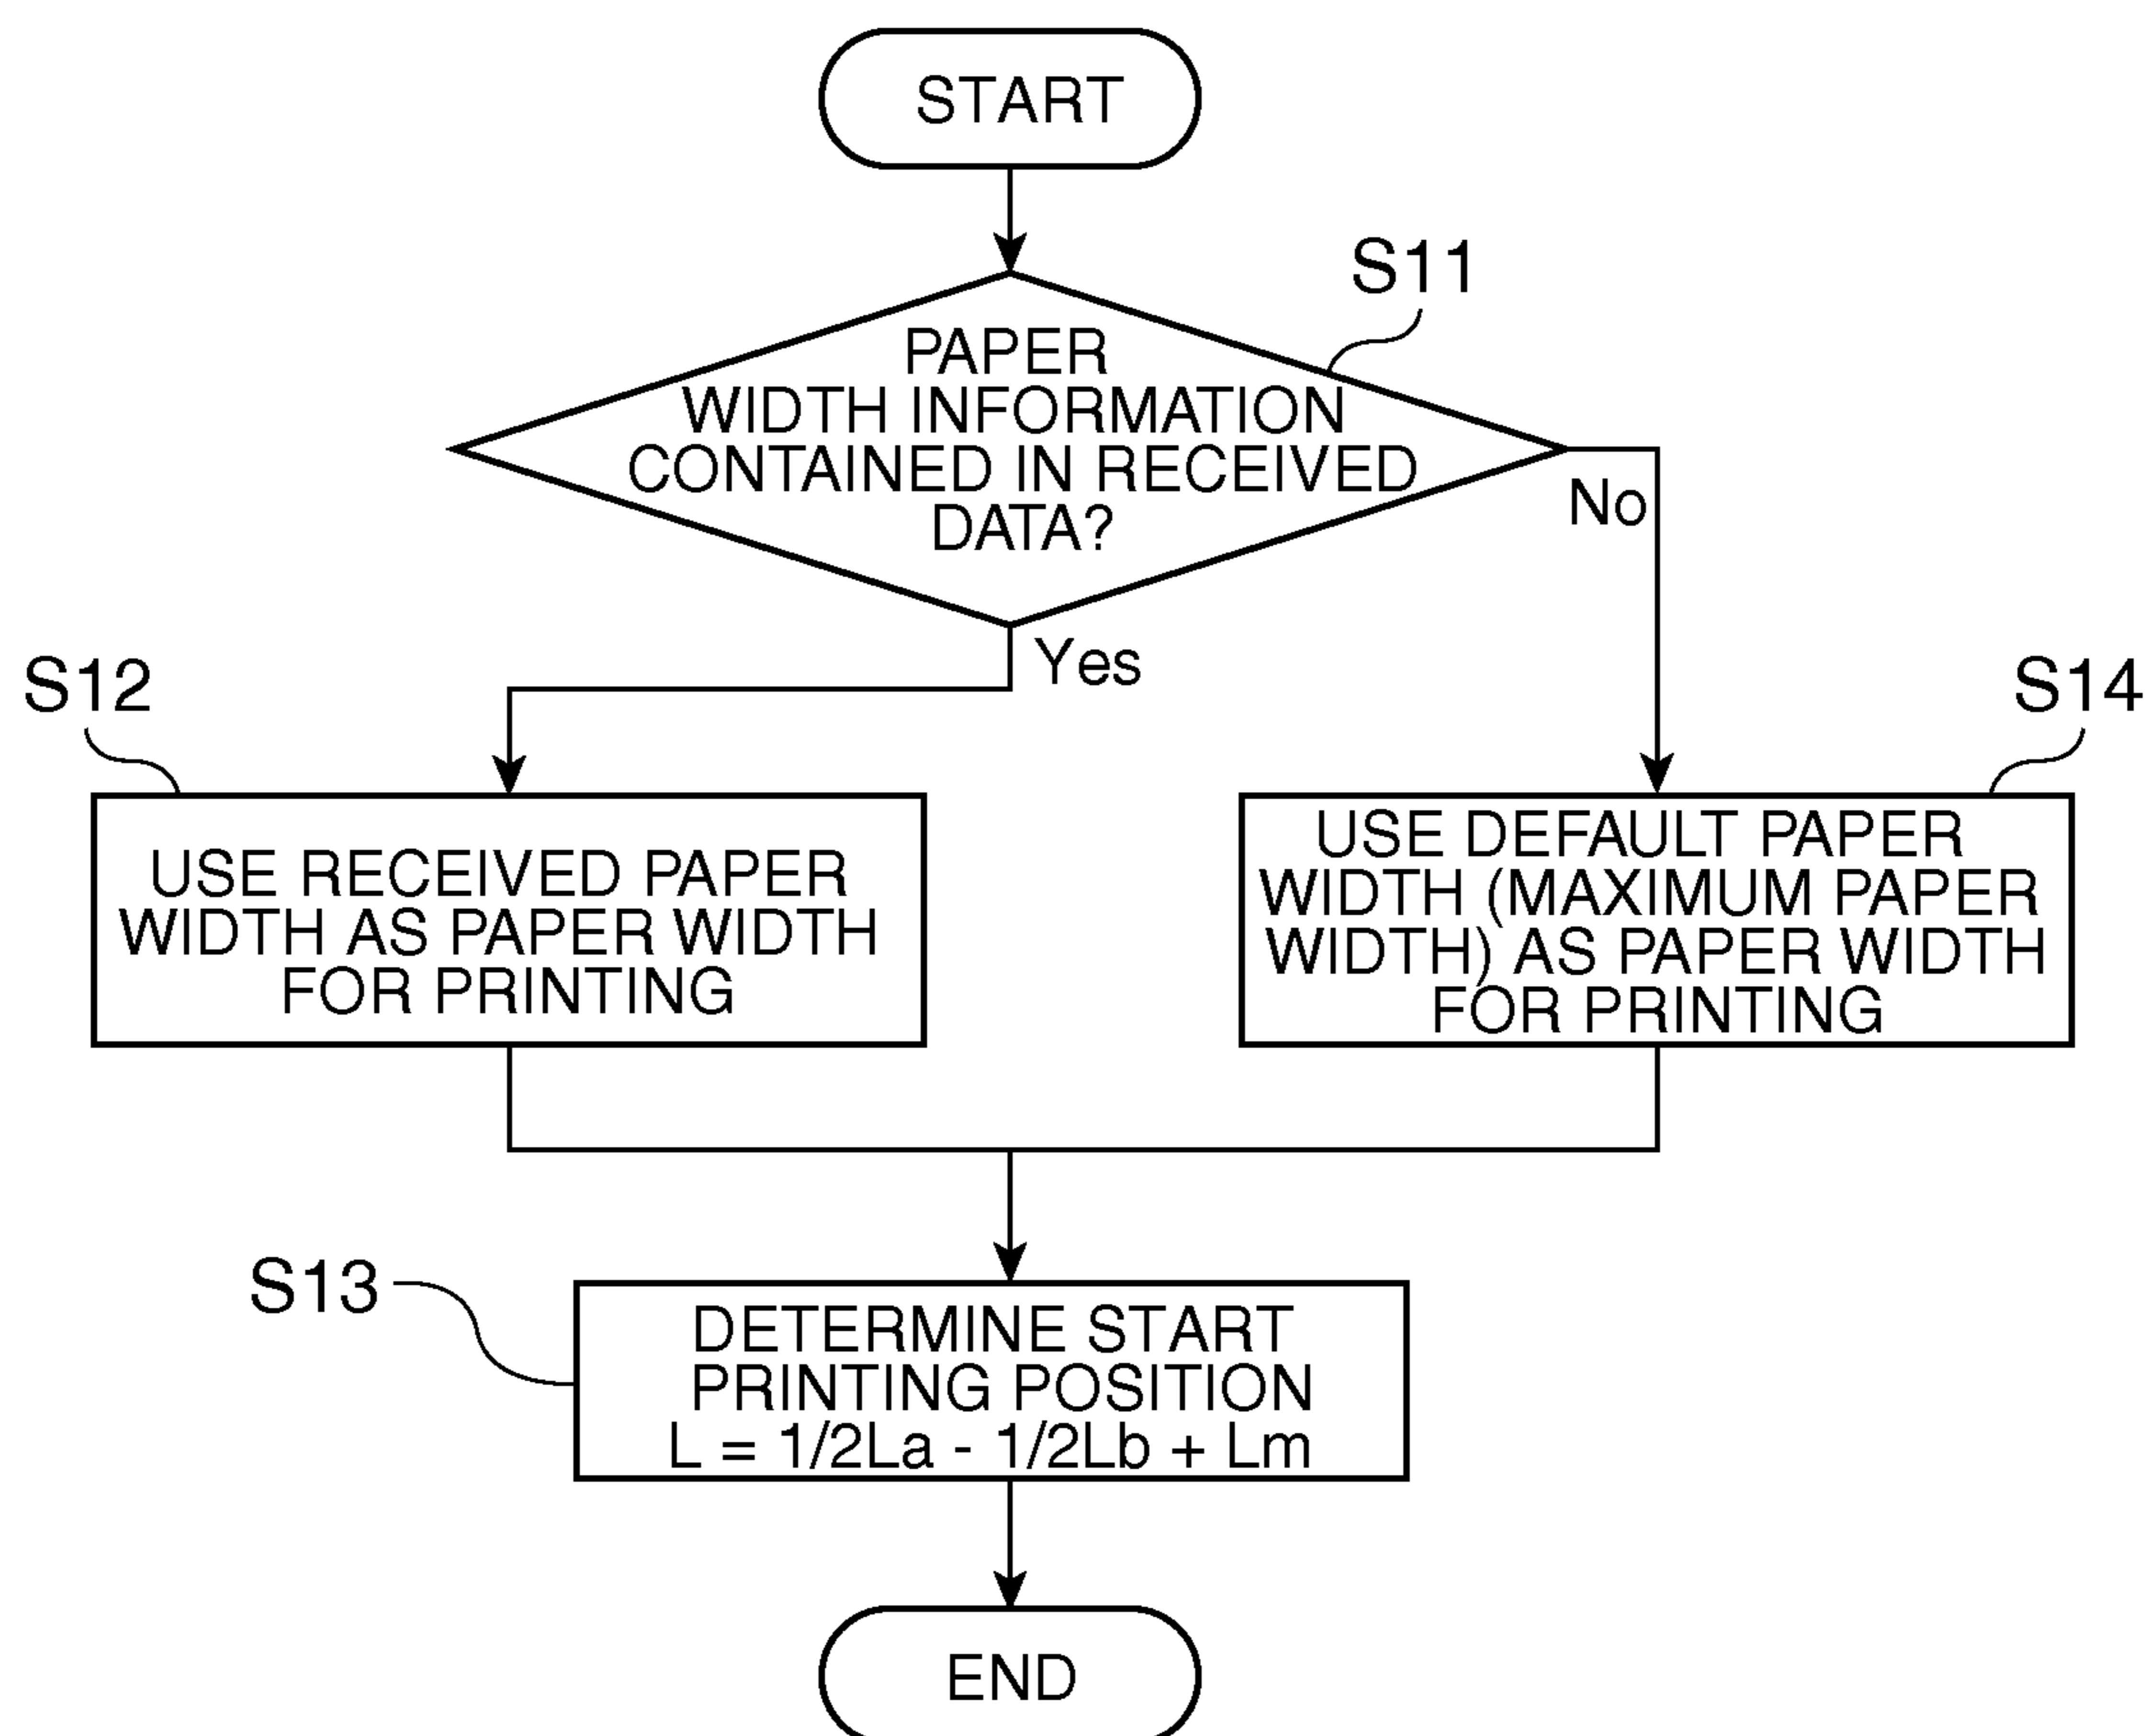 START
S11
PAPER
WIDTH INFORMATION
CONTAINED IN RECEIVED
DATA?
No
Yes
S12
USE RECEIVED PAPER
WIDTH AS PAPER WIDTH
FOR PRINTING
S14
USE DEFAULT PAPER
WIDTH (MAXIMUM PAPER
WIDTH) AS PAPER WIDTH
FOR PRINTING
S13
DETERMINE START
PRINTING POSITION
L = 1/2La - 1/2Lb + Lm
END